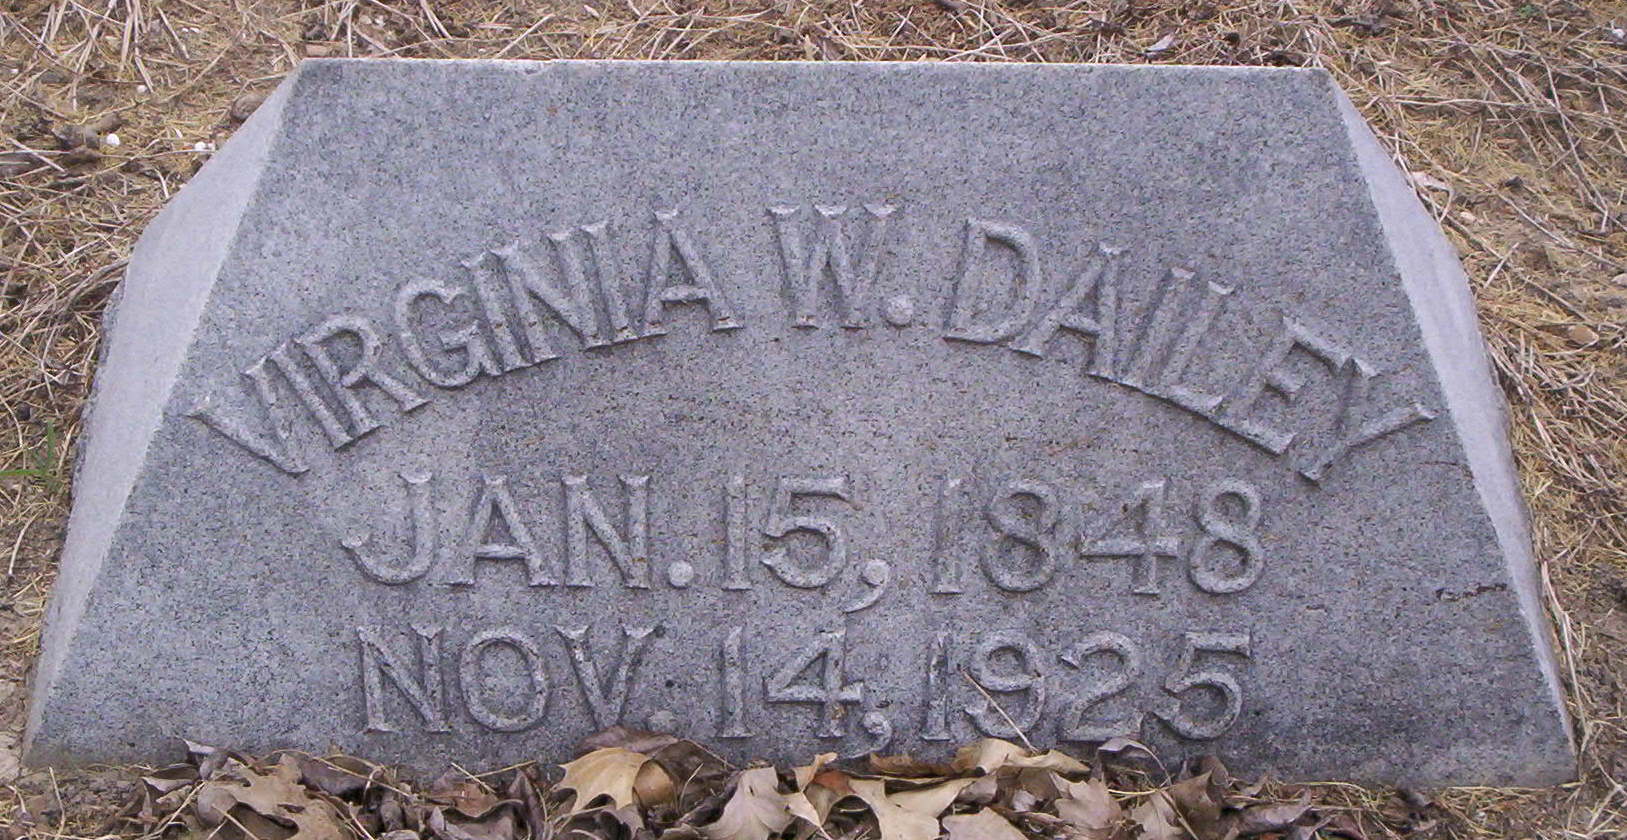 VIRGINIA W. DAILEY
JAN. 15, 1848
NOV. 14, 1925